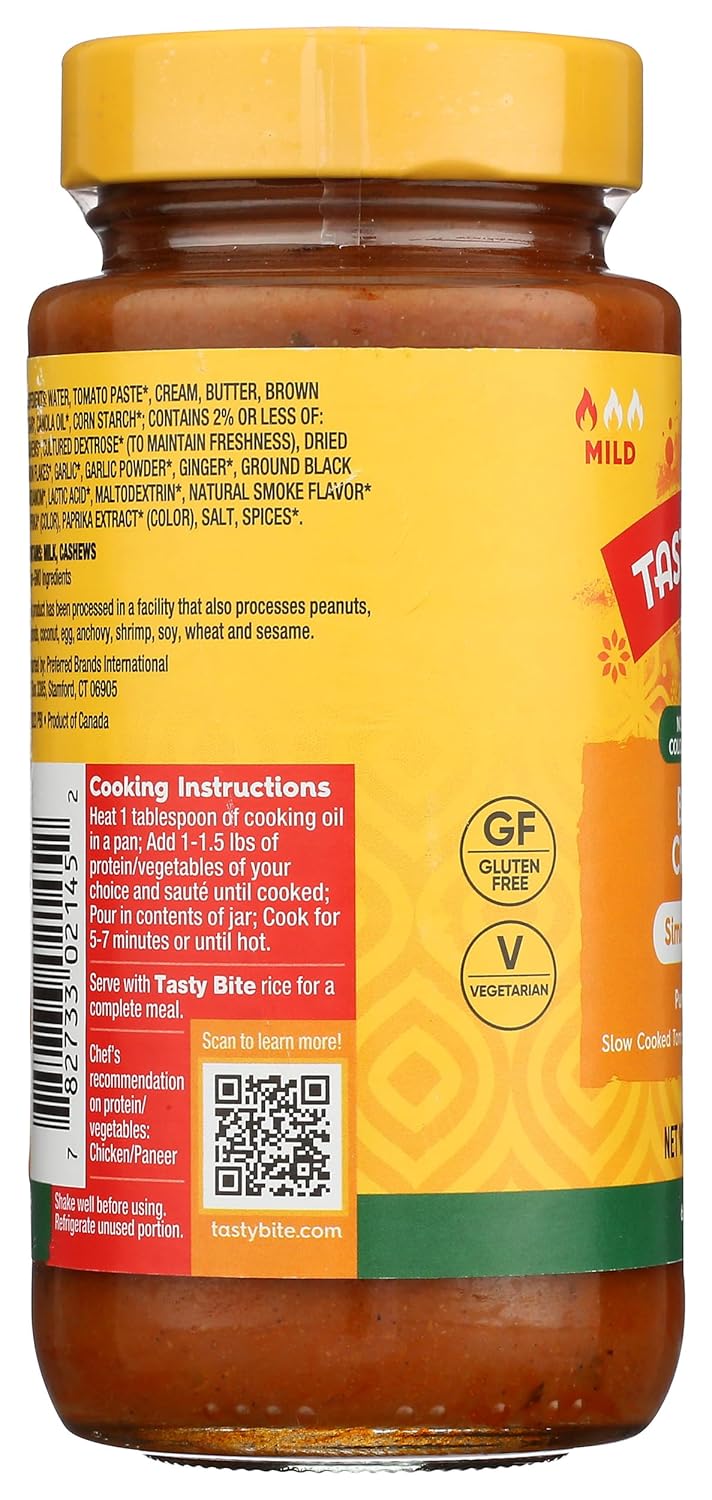 WATER, TOMATO PASTE*, CREAM, BUTTER, BROWN
CANOLA OIL*, CORN STARCH*; CONTAINS 2% OR LESS OF:
CULTURED DEXTROSE* (TO MAINTAIN FRESHNESS), DRIED
GARLIC*, GARLIC POWDER*, GINGER*, GROUND BLACK
LACTIC ACID*, MALTODEXTRIN*, NATURAL SMOKE FLAVOR*
(COLOR), PAPRIKA EXTRACT* (COLOR), SALT, SPICES*.
MILK, CASHEWS
Ingredients
product has been processed in a facility that also processes peanuts,
coconut, egg, anchovy, shrimp, soy, wheat and sesame.
Preferred Brands International
Stamford, CT 06905
• Product of Canada
Cooking Instructions
Heat 1 tablespoon of cooking oil
in a pan; Add 1-1.5 lbs of
protein/vegetables of your
choice and sauté until cooked;
Pour in contents of jar; Cook for
5-7 minutes or until hot.
Serve with Tasty Bite rice for a
complete meal.
Chef's
recommendation
on protein/
vegetables:
Chicken/Paneer
Scan to learn more!
tastybite.com
Shake well before using.
Refrigerate unused portion.
7 82733 02145 2
MILD
TAS
GF
GLUTEN
FREE
V
VEGETARIAN
Slow Cooked
NET